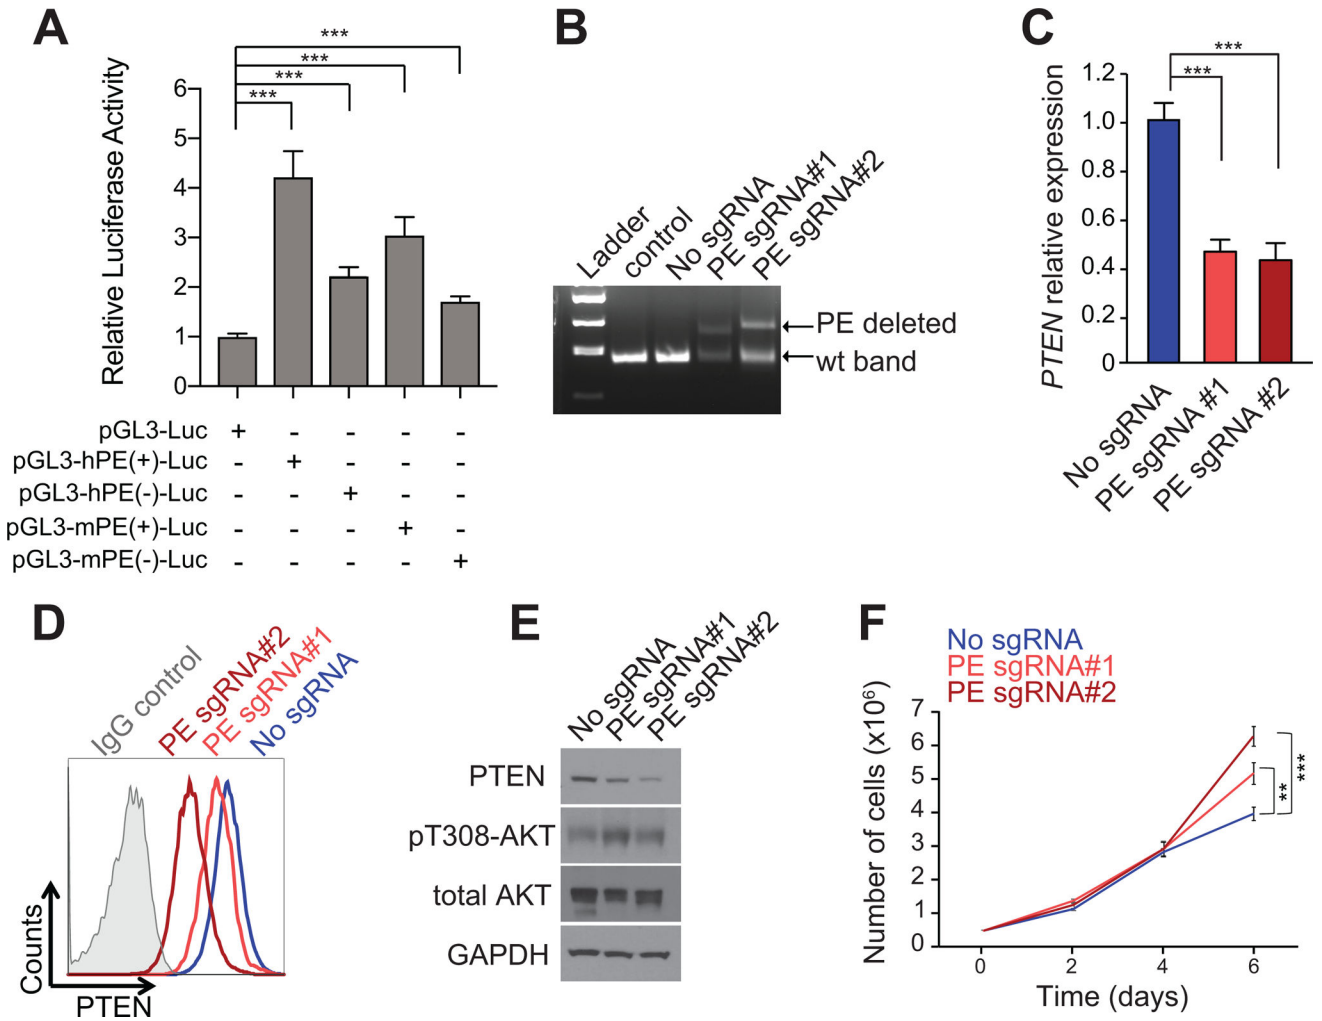 A
Relative Luciferase Activity
***
***
***
***
6
5
4
3
2
1
0
pGL3-Luc + - - - -
pGL3-hPE(+)-Luc - + - - -
pGL3-hPE(-)-Luc - - + - -
pGL3-mPE(+)-Luc - - - + -
pGL3-mPE(-)-Luc - - - - +
B
Ladder
control
No sgRNA
PE sgRNA#1
PE sgRNA#2
PE deleted
wt band
C
PTEN relative expression
***
***
1.2
1.0
0.8
0.6
0.4
0.2
0
No sgRNA
PE sgRNA #1
PE sgRNA #2
D
IgG control
PE sgRNA#2
PE sgRNA#1
No sgRNA
Counts
PTEN
E
No sgRNA
PE sgRNA#1
PE sgRNA#2
PTEN
pT308-AKT
total AKT
GAPDH
F
No sgRNA
PE sgRNA#1
PE sgRNA#2
Number of cells (x10⁶)
7
6
5
4
3
2
1
0
**
***
0 2 4 6
Time (days)